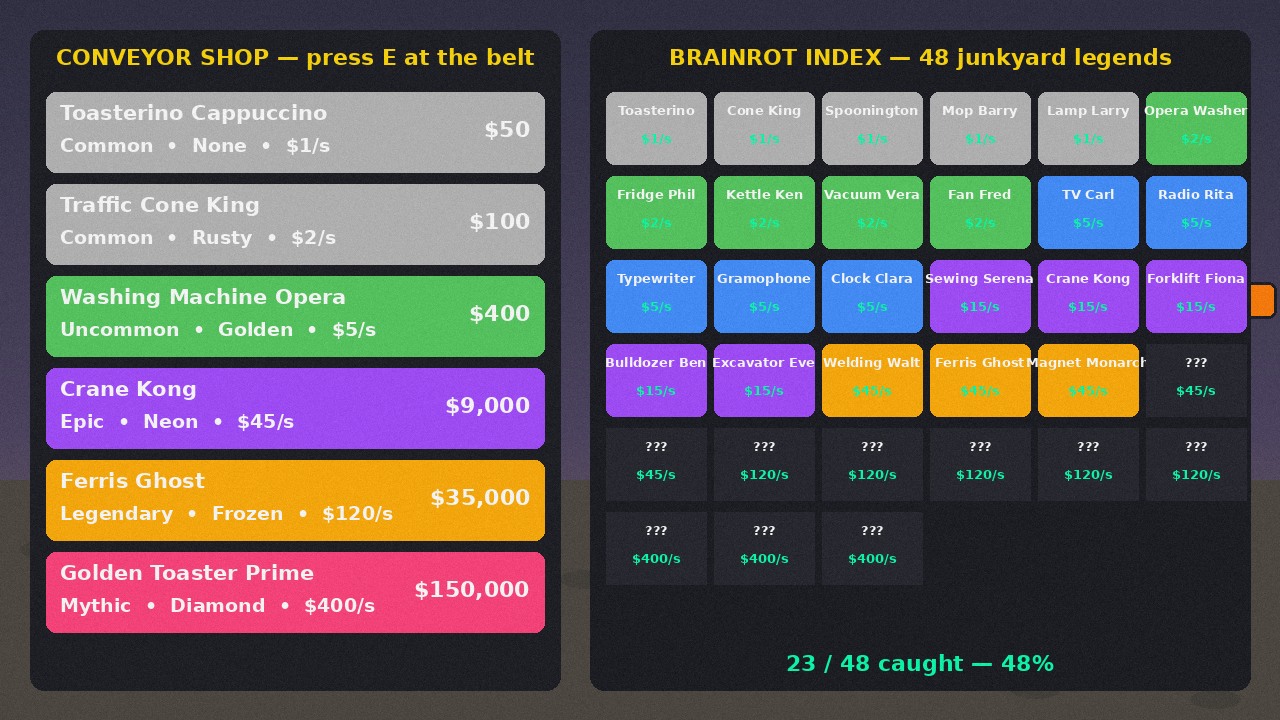 CONVEYOR SHOP — press E at the belt
Toasterino Cappuccino
Common • None • $1/s
$50
Traffic Cone King
Common • Rusty • $2/s
$100
Washing Machine Opera
Uncommon • Golden • $5/s
$400
Crane Kong
Epic • Neon • $45/s
$9,000
Ferris Ghost
Legendary • Frozen • $120/s
$35,000
Golden Toaster Prime
Mythic • Diamond • $400/s
$150,000
BRAINROT INDEX — 48 junkyard legends
Toasterino Cone King Spoonington Mop Barry Lamp Larry Opera Washer
$1/s $1/s $1/s $1/s $1/s $2/s
Fridge Phil Kettle Ken Vacuum Vera Fan Fred TV Carl Radio Rita
$2/s $2/s $2/s $2/s $5/s $5/s
Typewriter Gramophone Clock Clara Sewing Serena Crane Kong Forklift Fiona
$5/s $5/s $5/s $15/s $15/s $15/s
Bulldozer Ben Excavator Eve Welding Walt Ferris Ghost Magnet Monarch ???
$15/s $15/s $45/s $45/s $45/s $45/s
??? ??? ??? ??? ??? ???
$45/s $120/s $120/s $120/s $120/s $120/s
??? ??? ???
$400/s $400/s $400/s
23 / 48 caught — 48%